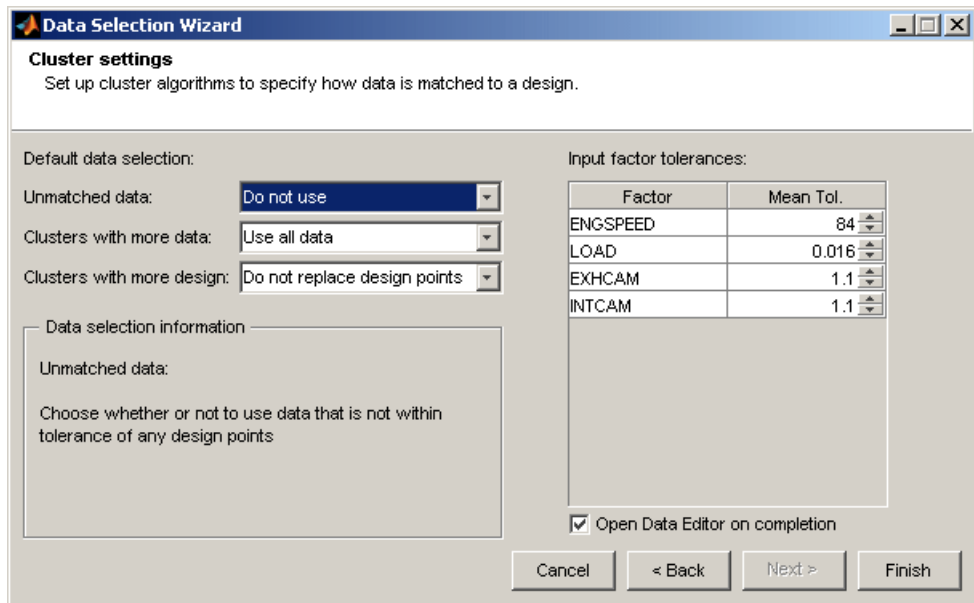 Data Selection Wizard
Cluster settings
Set up cluster algorithms to specify how data is matched to a design.
Default data selection:
Unmatched data: Do not use
Clusters with more data: Use all data
Clusters with more design: Do not replace design points
Data selection information
Unmatched data:
Choose whether or not to use data that is not within
tolerance of any design points
Input factor tolerances:
Factor Mean Tol.
ENGSPEED 84
LOAD 0.016
EXHCAM 1.1
INTCAM 1.1
Open Data Editor on completion
Cancel < Back Next > Finish